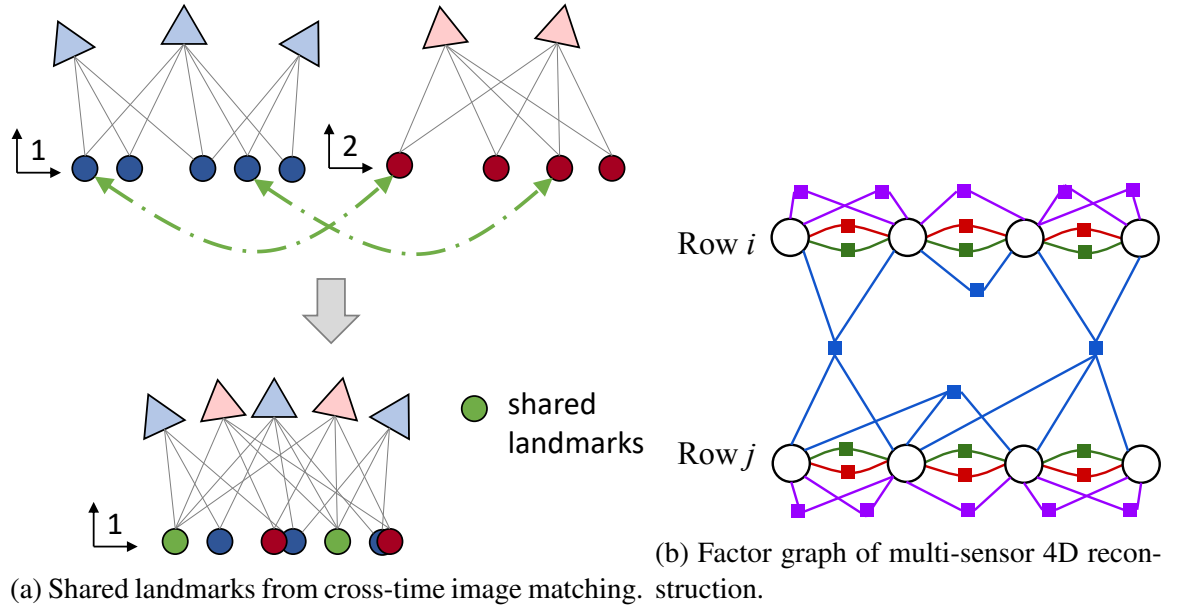 1
2
shared
landmarks
1
(a) Shared landmarks from cross-time image matching.
Row i
Row j
(b) Factor graph of multi-sensor 4D recon-
struction.